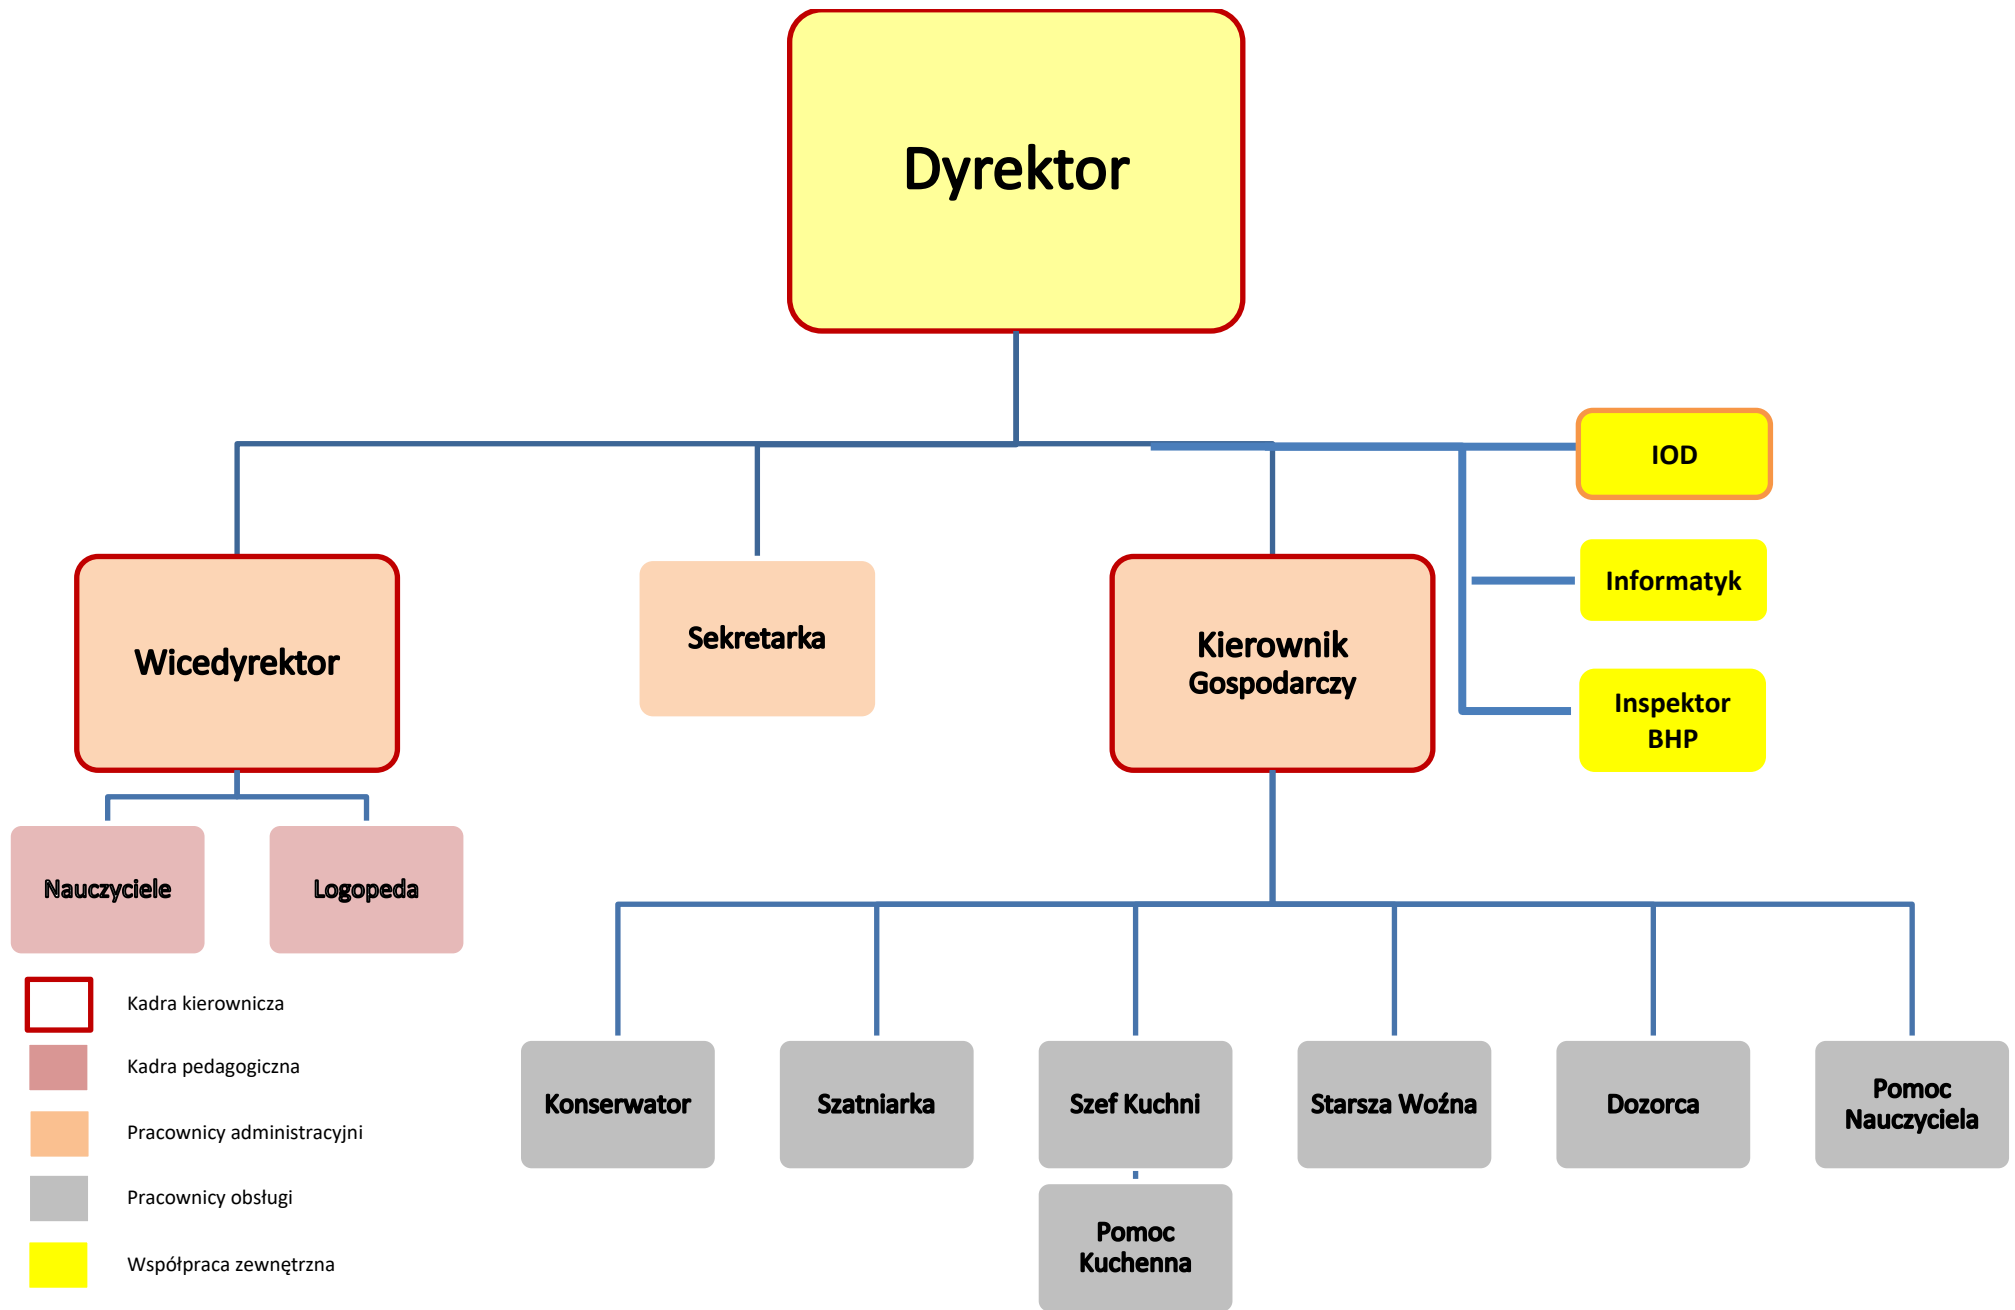 Dyrektor
IOD
Informatyk
Inspektor
BHP
Wicedyrektor
Sekretarka
Kierownik
Gospodarczy
Nauczyciele
Logopeda
Kadra kierownicza
Kadra pedagogiczna
Pracownicy administracyjni
Pracownicy obsługi
Współpraca zewnętrzna
Konserwator
Szatniarka
Szef Kuchni
Starsza Woźna
Dozorca
Pomoc
Nauczyciela
Pomoc
Kuchenna